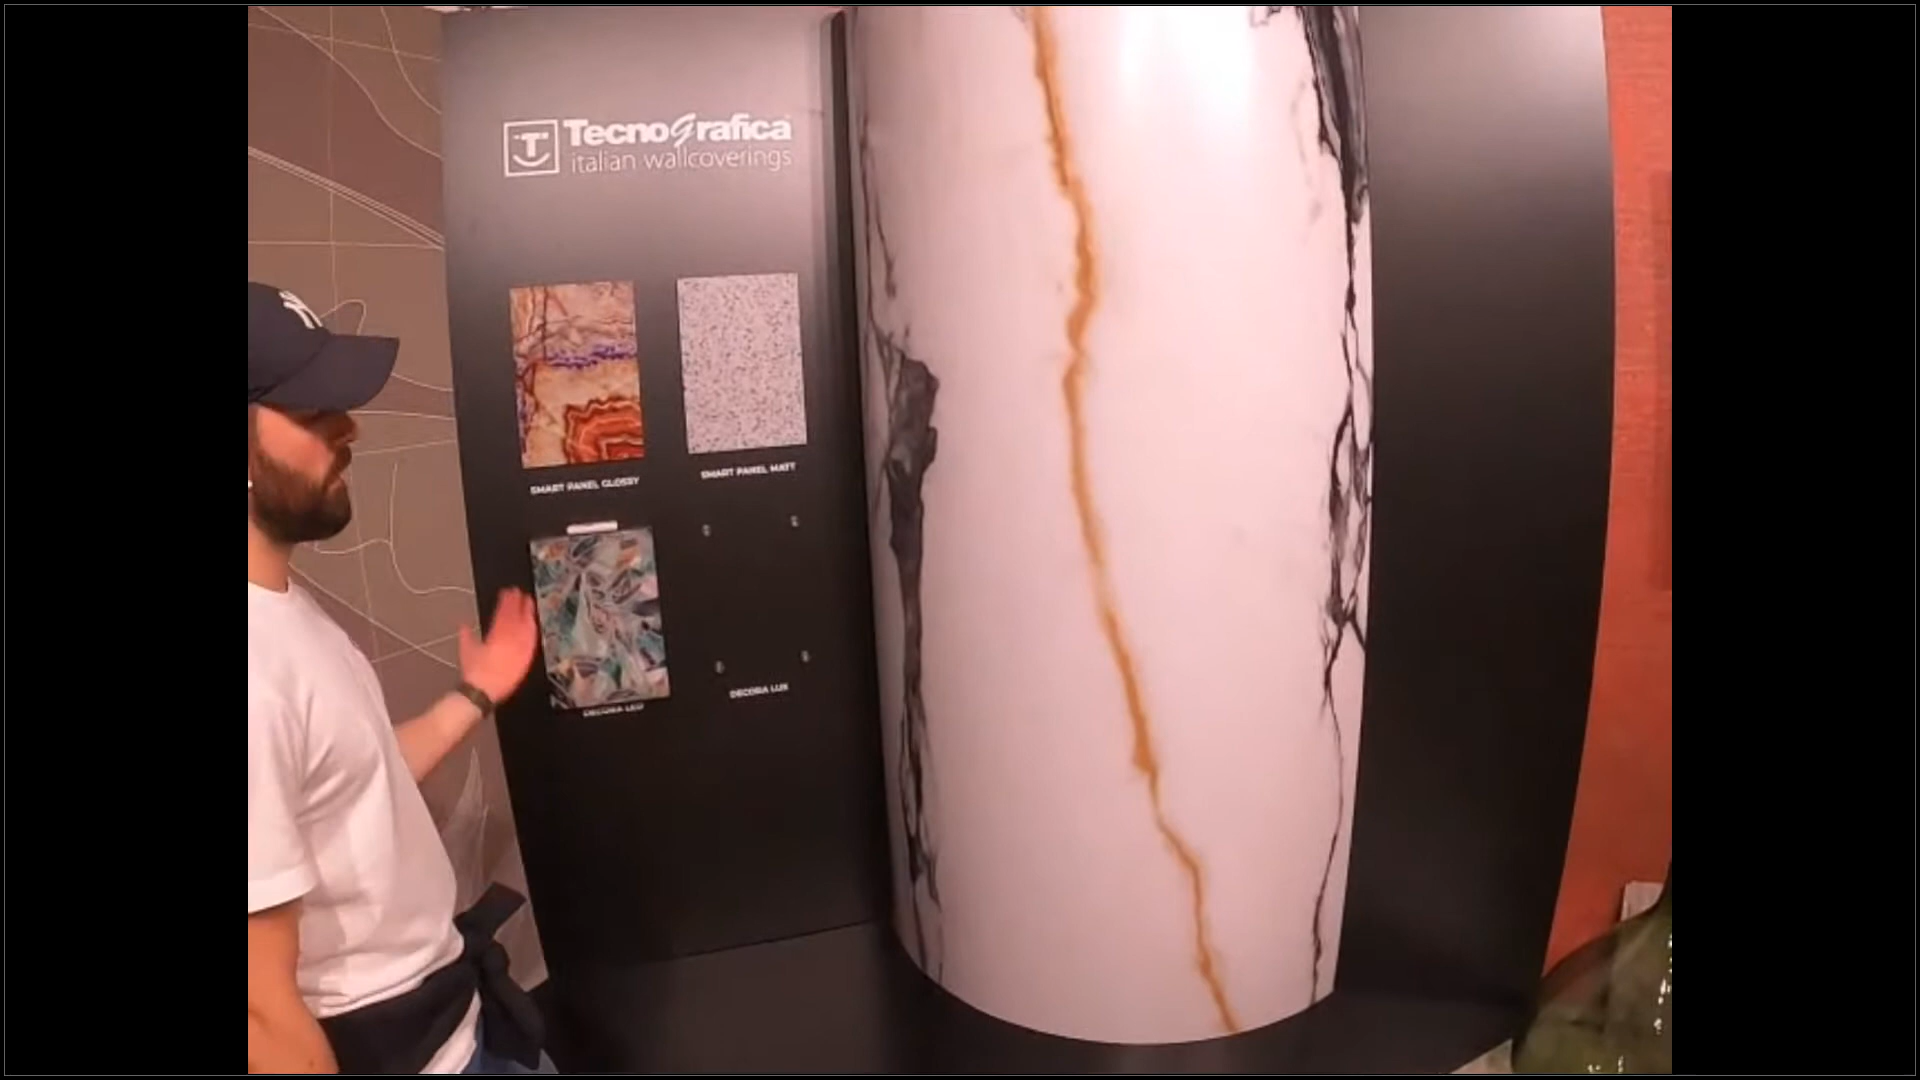 TecnoGrafica
italian wallcoverings
SMART PANEL GLOSSY
SMART PANEL MATT
DECORA LED
DECORA LUX